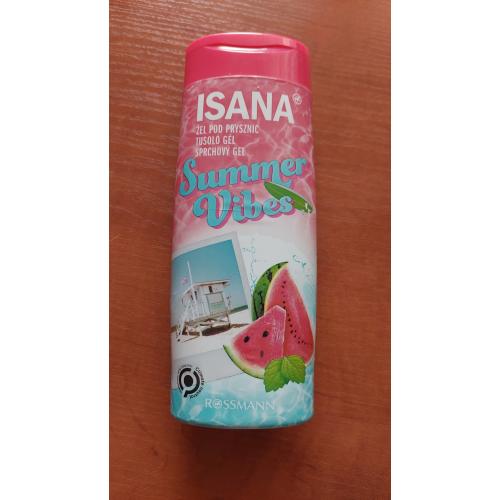 ISANA
ŻEL POD PRYSZNIC
TUSOLÓ GÉL
SPRCHOVÝ GEL
Summer
Vibes
ROSSMANN